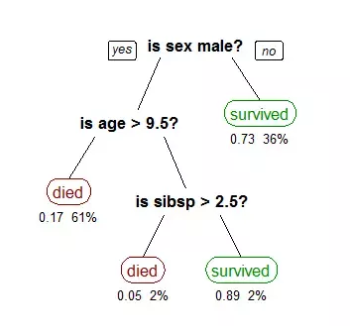 yes is sex male? no
is age > 9.5?
survived
0.73 36%
died
0.17 61%
is sibsp > 2.5?
died survived
0.05 2% 0.89 2%